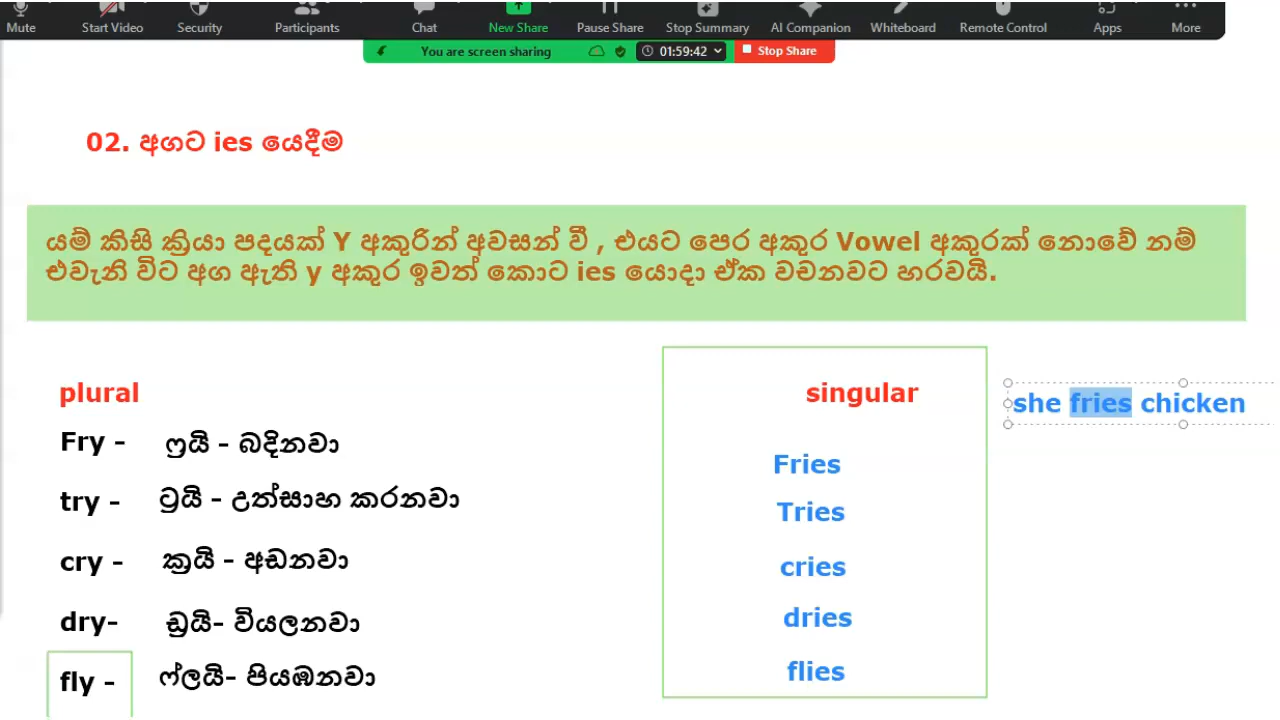 Mute Start Video Security Participants Chat New Share Pause Share Stop Summary AI Companion Whiteboard Remote Control Apps More
You are screen sharing 01:59:42 Stop Share
02. අගට ies යෙදීම
යම් කිසි ක්‍රියා පදයක් Y අකුරින් අවසන් වී , එයට පෙර අකුර Vowel අකුරක් නොවේ නම්
එවැනි විට අග ඇති y අකුර ඉවත් කොට ies යොදා ඒක වචනවට හරවයි.
plural singular she fries chicken
Fry - ෆ්‍රයි - බදිනවා Fries
try - ට්‍රයි - උත්සාහ කරනවා Tries
cry - ක්‍රයි - අඩනවා cries
dry- ඩ්‍රයි- වියලනවා dries
fly - ෆ්ලයි- පියඹනවා flies